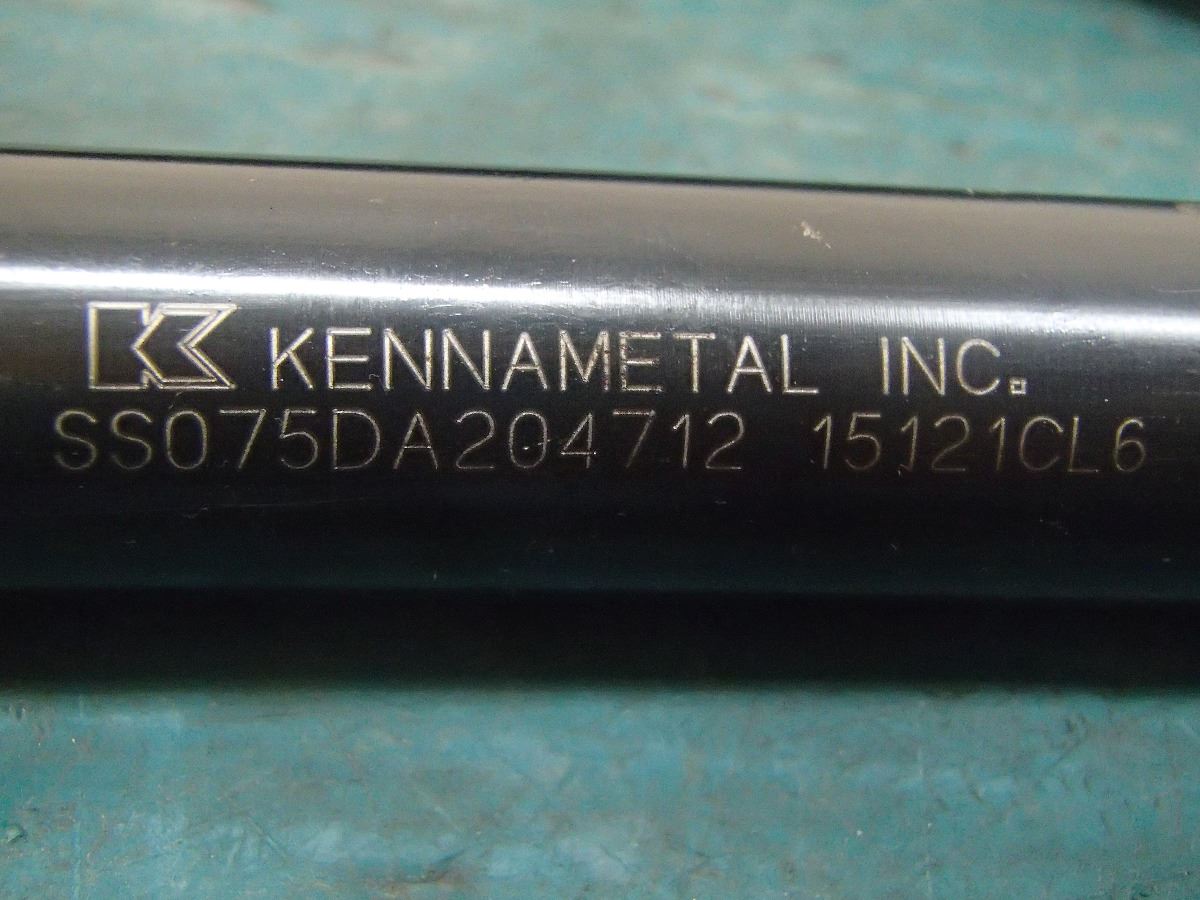 K KENNAMETAL INC.
SS075DA204712 15121CL6